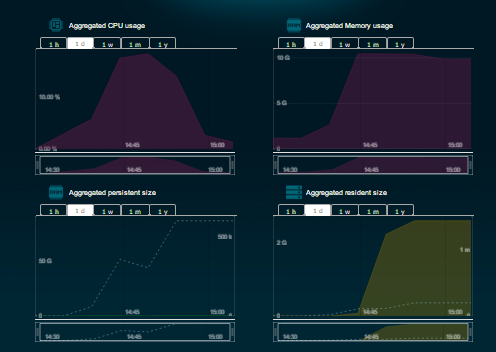 Aggregated CPU usage
1 h 1 d 1 w 1 m 1 y
10.00 %
0.00 %
14:45 15:00
14:30 14:45 15:00
Aggregated Memory usage
1 h 1 d 1 w 1 m 1 y
10 G
5 G
0
14:45 15:00
14:30 14:45 15:00
Aggregated persistent size
1 h 1 d 1 w 1 m 1 y
500 k
50 G
0
14:45 15:00
14:30 14:45 15:00
Aggregated resident size
1 h 1 d 1 w 1 m 1 y
2 G
1 m
0
14:45 15:00
14:30 14:45 15:00